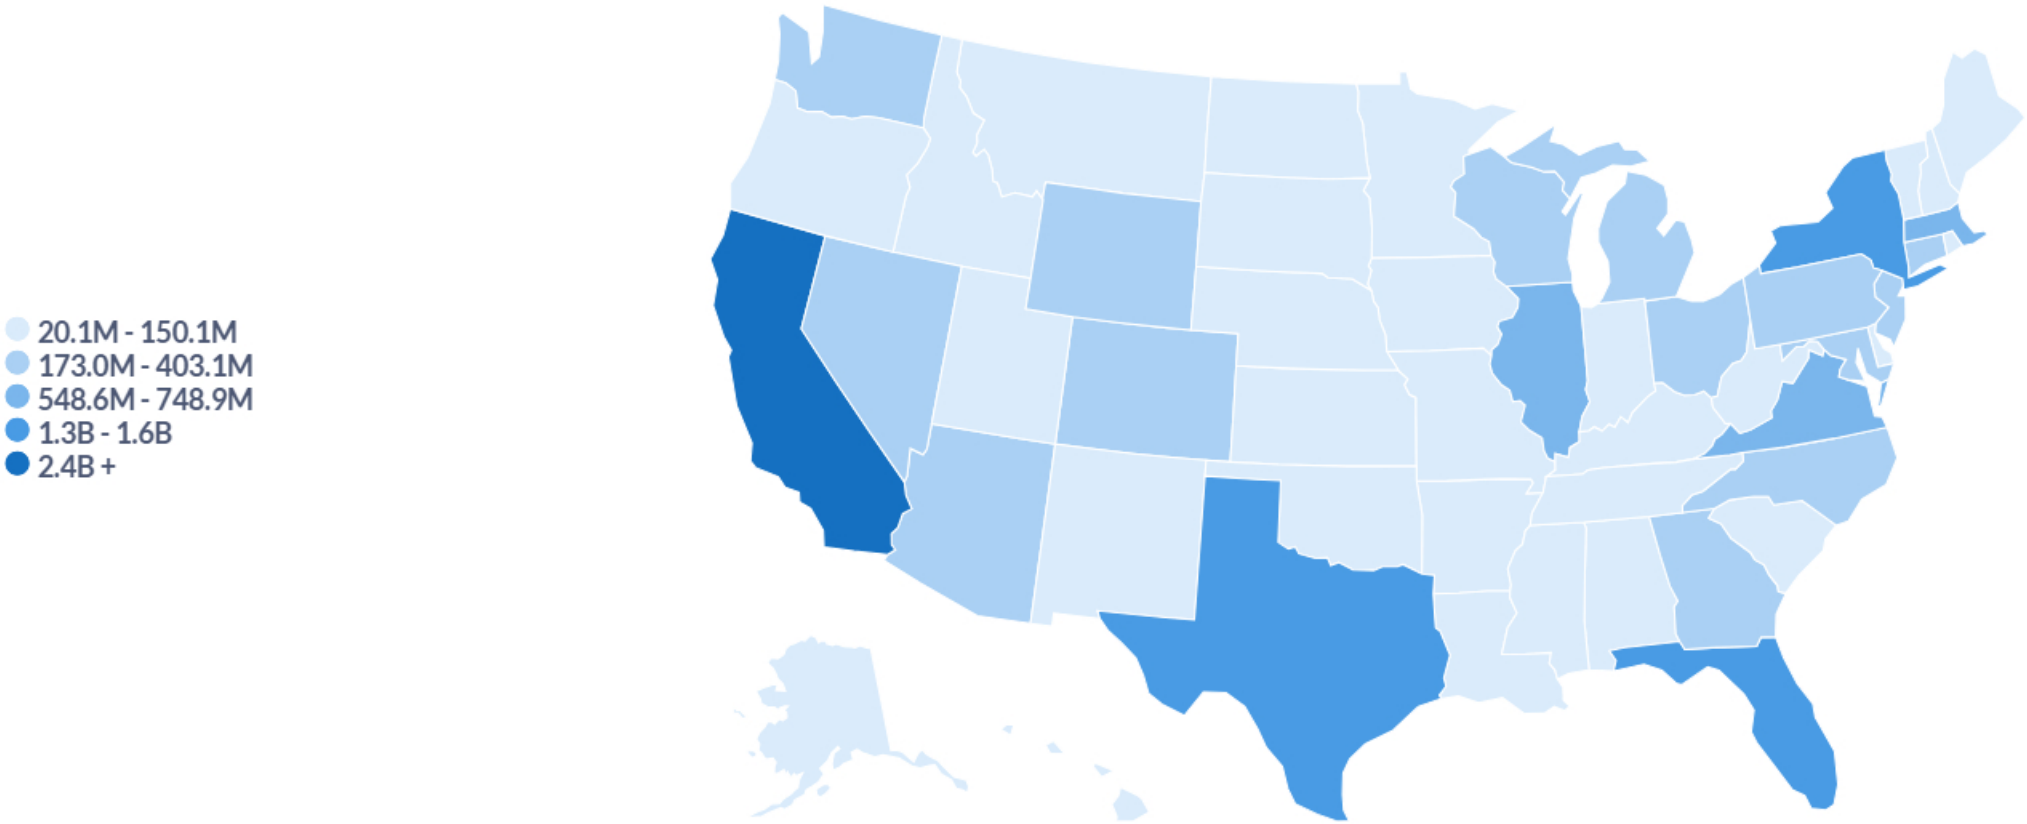 20.1M - 150.1M
173.0M - 403.1M
548.6M - 748.9M
1.3B - 1.6B
2.4B +